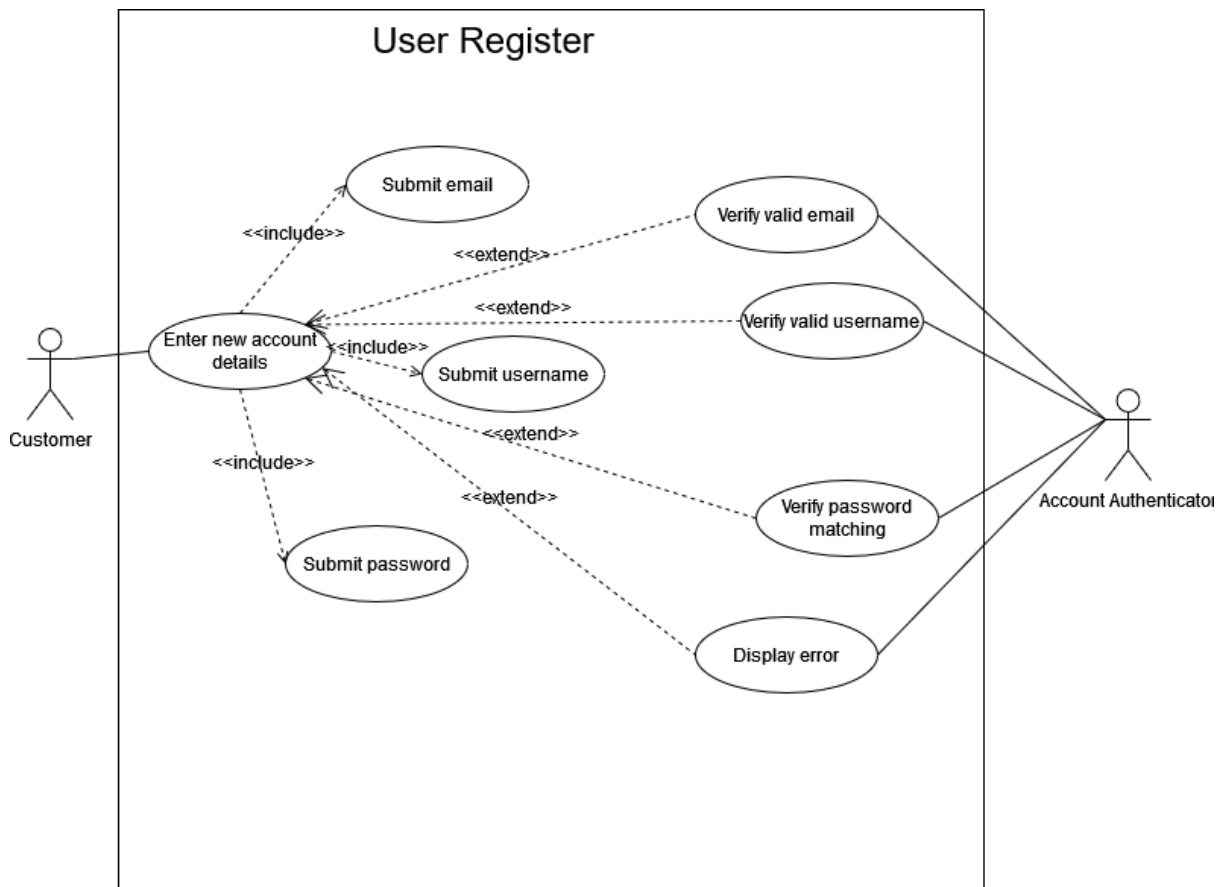 User Register
Submit email
Verify valid email
<<include>>
<<extend>>
<<extend>>
Verify valid username
Enter new account
details
<<include>>
Submit username
Customer
<<extend>>
<<include>>
<<extend>>
Account Authenticator
Verify password
matching
Submit password
Display error